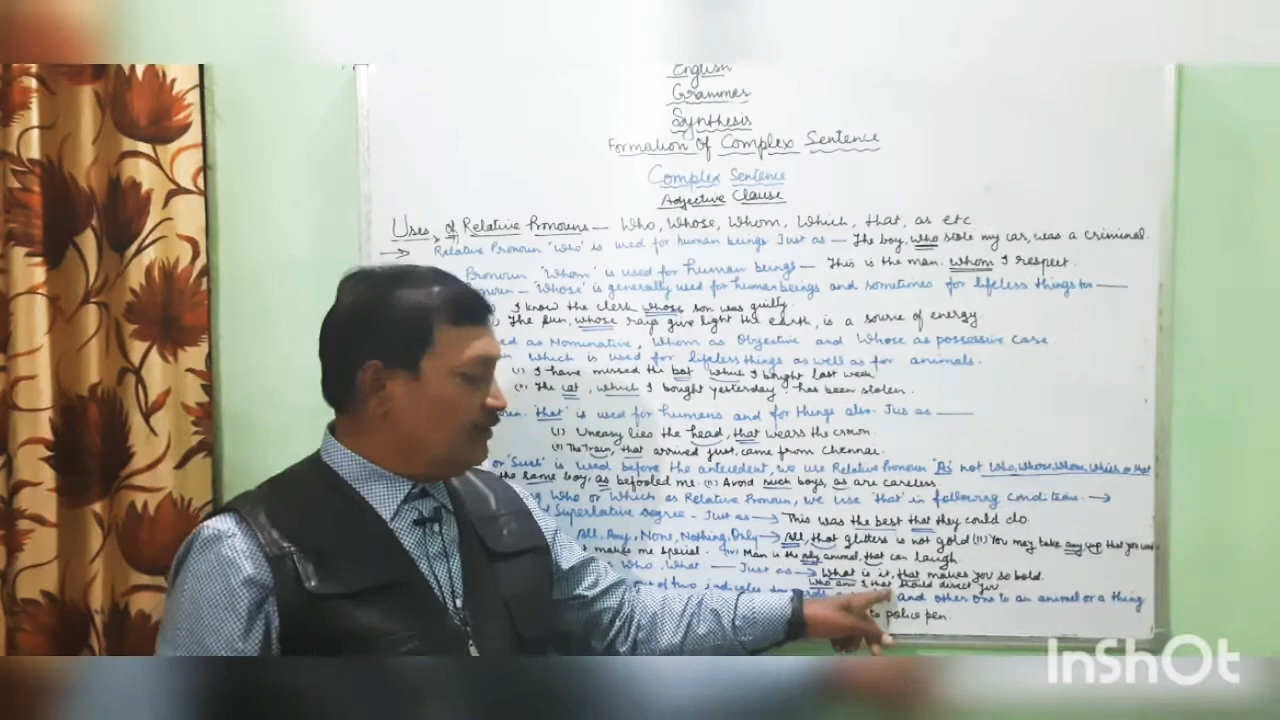 English
Grammar
Synthesis
Formation Of Complex Sentence
Complex Sentence
Adjective Clause
Uses of Relative Pronouns — Who, Whose, Whom, Which, that, as etc
→ Relative Pronoun 'Who' is used for human beings Just as — The boy, who stole my car, was a criminal.
Pronoun 'Whom' is used for human beings — This is the man. whom I respect.
'Whose' is generally used for human beings and sometimes for lifeless things too —
I know the clerk whose son was guilty.
The sun, whose rays give light the earth, is a source of energy.
as Nominative, Whom as Objective and Whose as possessive case
Which is used for lifeless things as well as for animals.
(i) I have missed the bat which I bought last week
(ii) The cat, which I bought yesterday. has been stolen.
'that' is used for humans and for things also. Jus as —
(i) Uneasy lies the head, that wears the crown.
(ii) The Train, that arrived just, came from Chennai.
or 'Such' is used before the antecedent, we use Relative Pronoun 'As' not Who, Whose, Whom, Which or that
the same boy, as befooled me. (ii) Avoid such boys, as are careless.
Who or Which as Relative Pronoun, we use 'that' in following conditions. →
Superlative degree - Just as → This was the best that they could do.
All, Any, None, Nothing, Only → All, that glitters is not gold (ii) You may take any cup that you
makes me special. (iv) Man is the only animal, that can laugh
Who, What. — Just as → What is it, that makes you so bold.
Who am I that should direct
out of two indicates and other one to an animal or a thing
to police pen.
InShOt